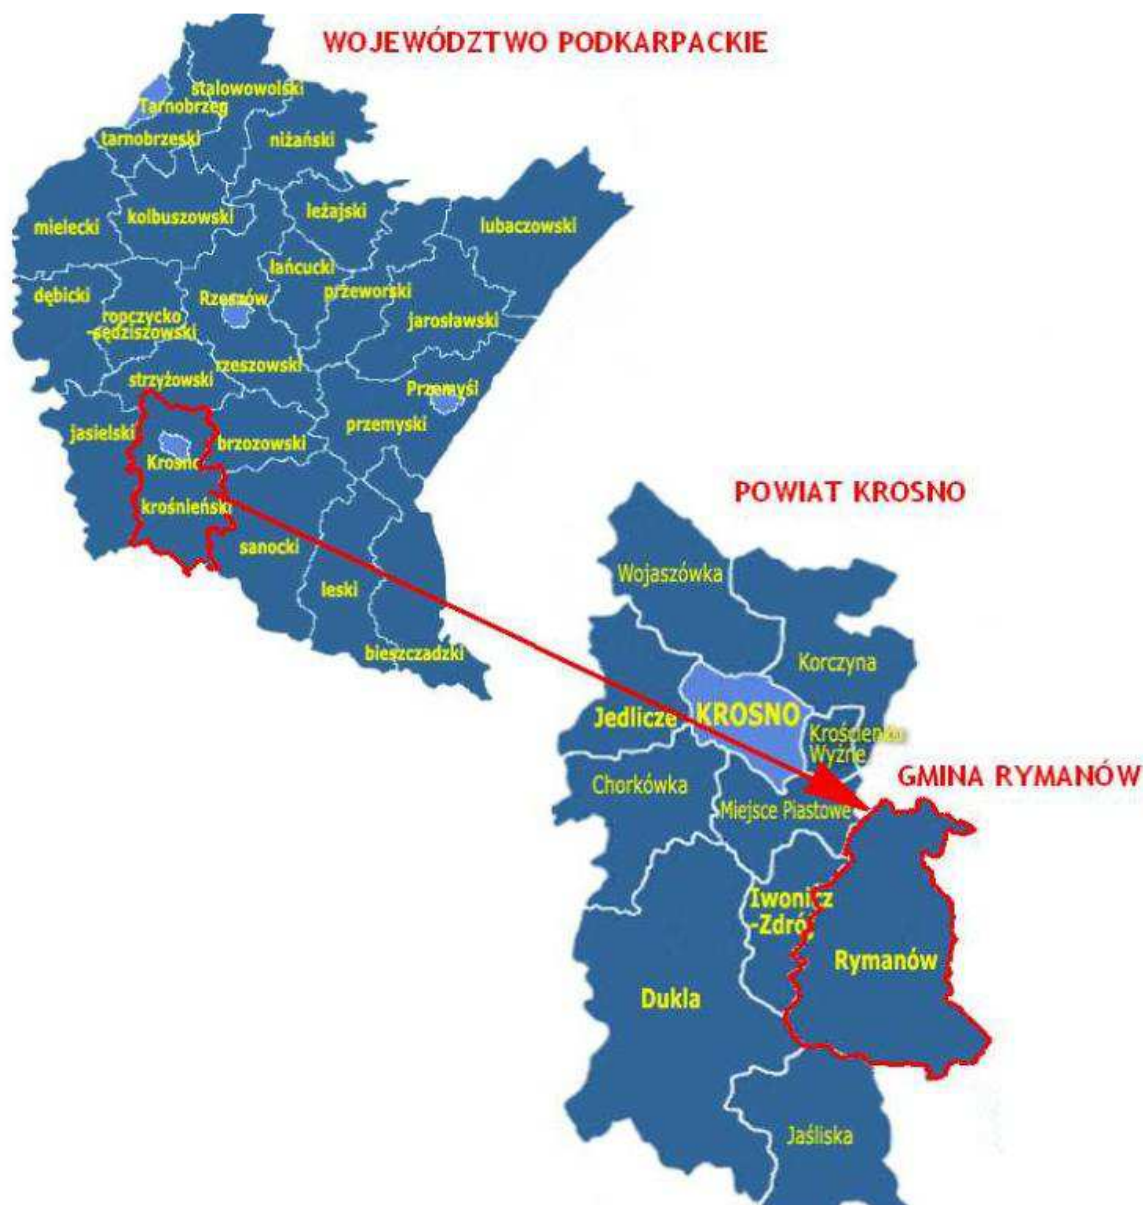 WOJEWÓDZTWO PODKARPACKIE
stalowowolski
Tarnobrzeg
tarnobrzeski
niżański
kolbuszowski
leżajski
mielecki
lubaczowski
łańcucki
dębicki
Rzeszów
przeworski
ropczycko
-sędziszowski
jarosławski
rzeszowski
strzyżowski
Przemyśl
przemyski
jasielski
brzozowski
Krosno
krośnieński
sanocki
leski
bieszczadzki
POWIAT KROSNO
Wojaszówka
Korczyna
Jedlicze
KROSNO
Krościenko
Wyżne
GMINA RYMANÓW
Chorkówka
Miejsce Piastowe
Iwonicz
-Zdrój
Rymanów
Dukla
Jaśliska